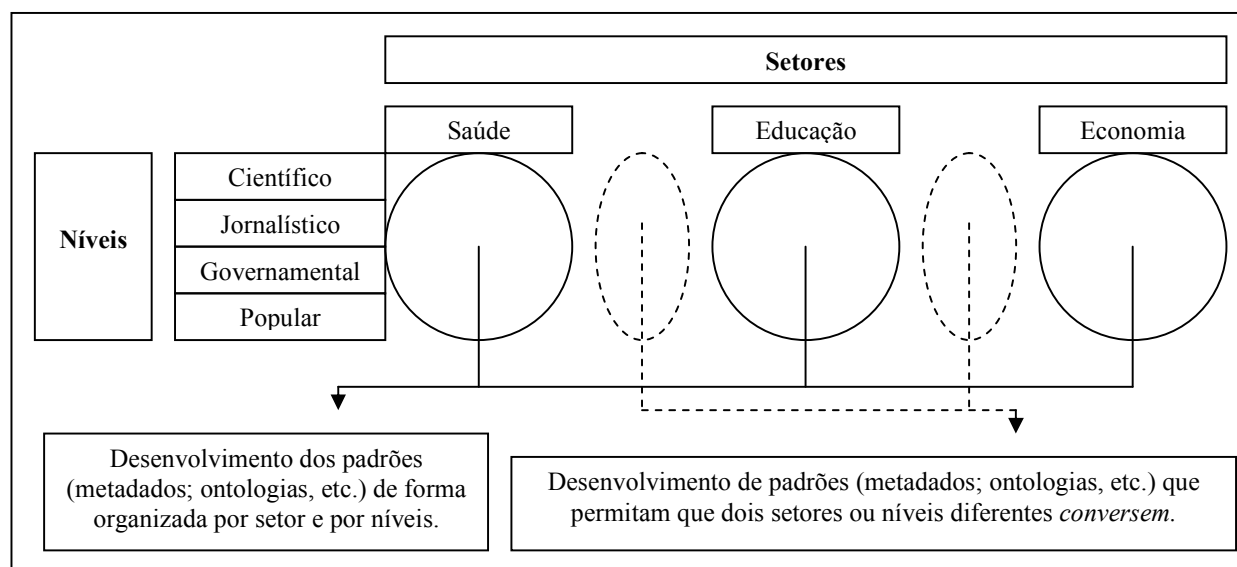 Setores
Saúde
Educação
Economia
Níveis
Científico
Jornalístico
Governamental
Popular
Desenvolvimento dos padrões
(metadados; ontologias, etc.) de forma
organizada por setor e por níveis.
Desenvolvimento de padrões (metadados; ontologias, etc.) que
permitam que dois setores ou níveis diferentes conversem.